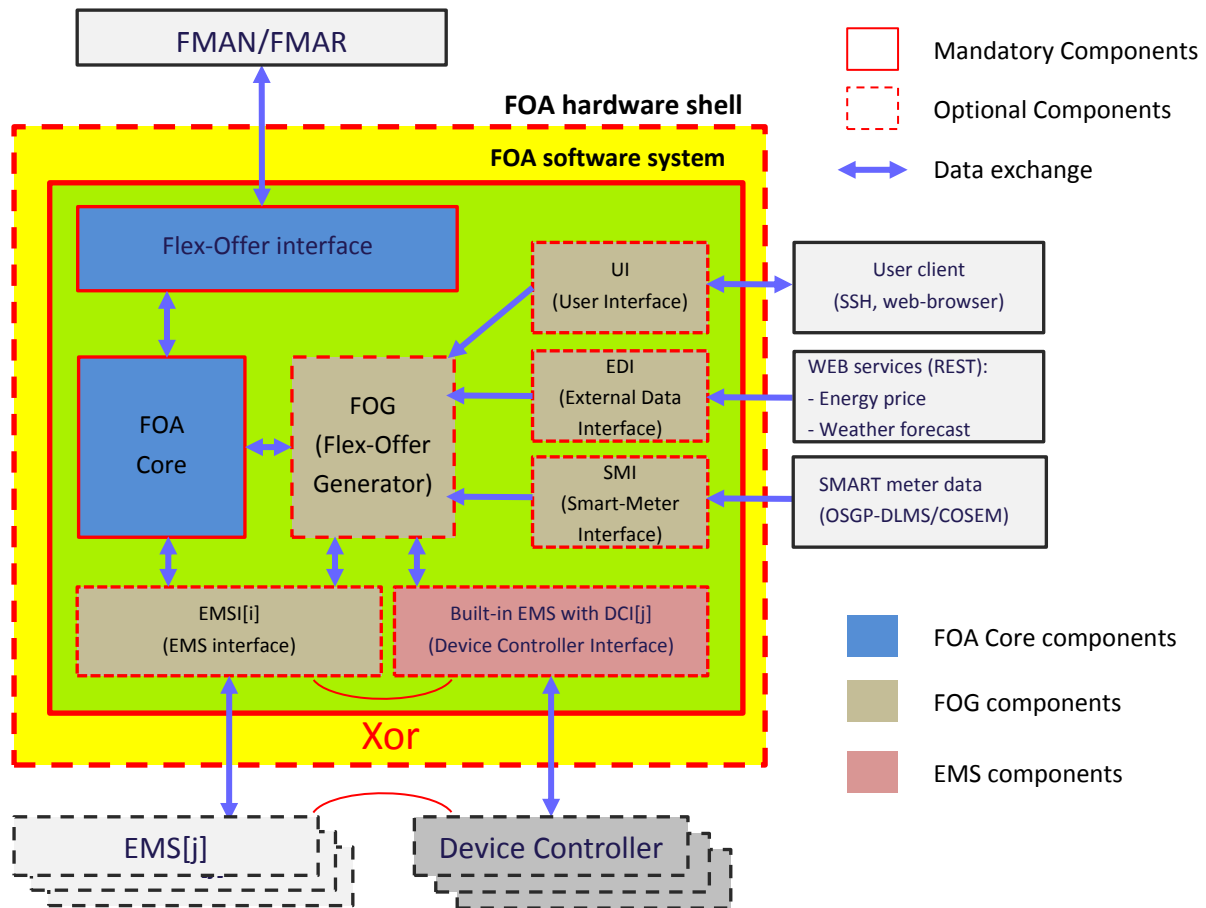 FMAN/FMAR
Mandatory Components
Optional Components
Data exchange
FOA hardware shell
FOA software system
Flex-Offer interface
UI
(User Interface)
User client
(SSH, web-browser)
EDI
(External Data
Interface)
WEB services (REST):
- Energy price
- Weather forecast
FOA
Core
FOG
(Flex-Offer
Generator)
SMI
(Smart-Meter
Interface)
SMART meter data
(OSGP-DLMS/COSEM)
EMSI[i]
(EMS interface)
Built-in EMS with DCI[j]
(Device Controller Interface)
Xor
FOA Core components
FOG components
EMS components
EMS[j]
Device Controller